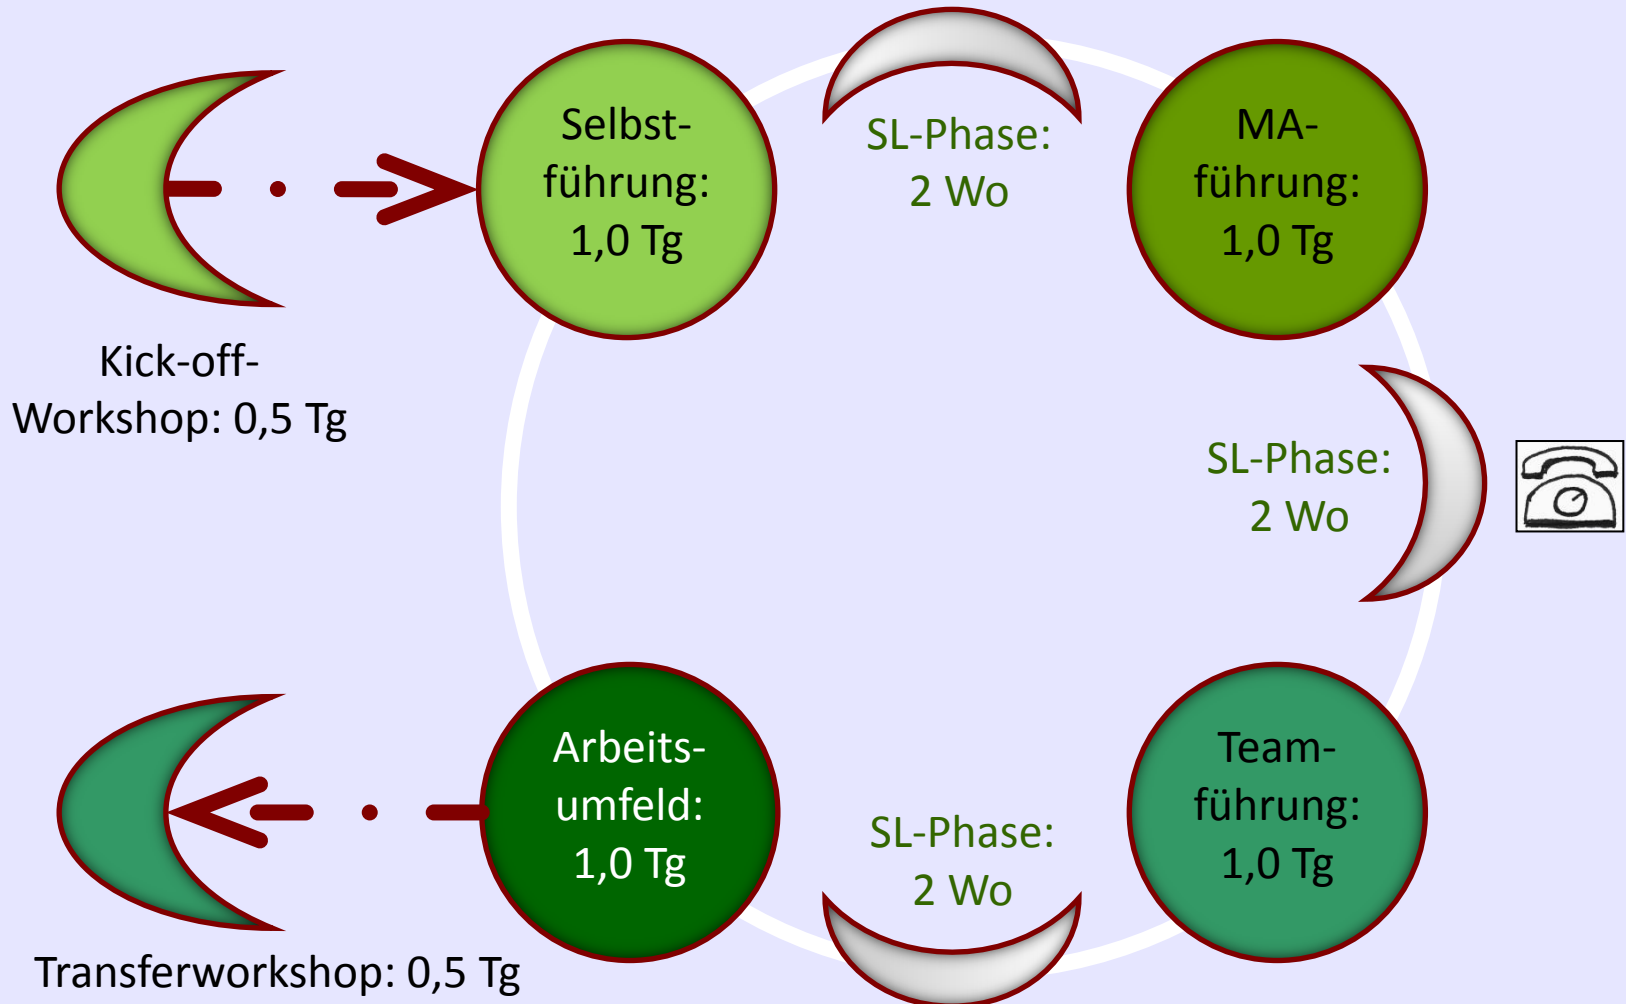 Selbst-
führung:
1,0 Tg
SL-Phase:
2 Wo
MA-
führung:
1,0 Tg
Kick-off-
Workshop: 0,5 Tg
SL-Phase:
2 Wo
Team-
führung:
1,0 Tg
SL-Phase:
2 Wo
Arbeits-
umfeld:
1,0 Tg
Transferworkshop: 0,5 Tg